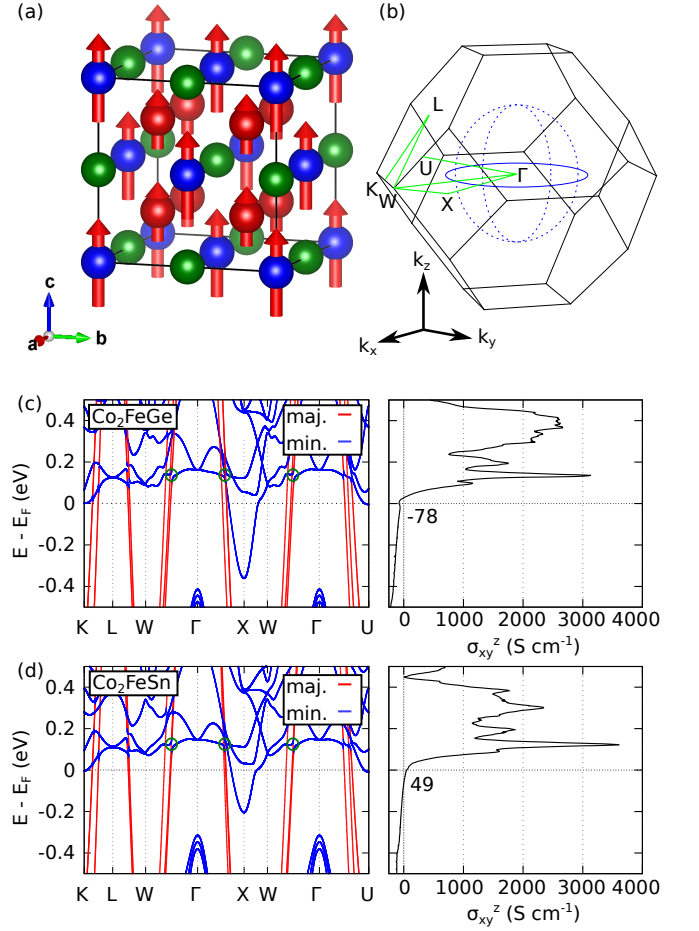 (a)
c
a
b
(b)
L
U
Γ
K
W
X
k_z
k_x
k_y
(c)
Co₂FeGe
maj.
min.
E - E_F (eV)
0.4
0.2
0
-0.2
-0.4
K L W Γ X W Γ U
-78
0 1000 2000 3000 4000
σ_xy^z (S cm⁻¹)
(d)
Co₂FeSn
maj.
min.
E - E_F (eV)
0.4
0.2
0
-0.2
-0.4
K L W Γ X W Γ U
49
0 1000 2000 3000 4000
σ_xy^z (S cm⁻¹)